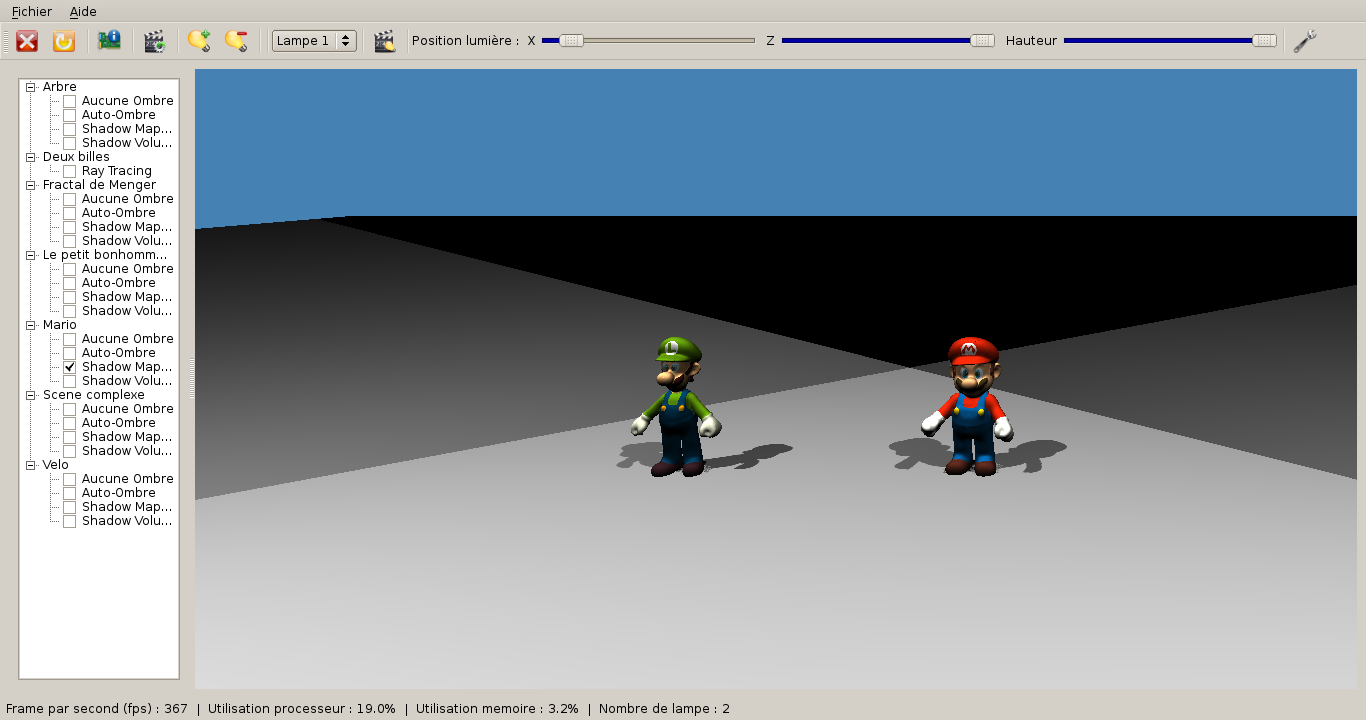 Fichier Aide
Lampe 1 Position lumière : X Z Hauteur
Arbre
Aucune Ombre
Auto-Ombre
Shadow Map...
Shadow Volu...
Deux billes
Ray Tracing
Fractal de Menger
Aucune Ombre
Auto-Ombre
Shadow Map...
Shadow Volu...
Le petit bonhomm...
Aucune Ombre
Auto-Ombre
Shadow Map...
Shadow Volu...
Mario
Aucune Ombre
Auto-Ombre
Shadow Map...
Shadow Volu...
Scene complexe
Aucune Ombre
Auto-Ombre
Shadow Map...
Shadow Volu...
Velo
Aucune Ombre
Auto-Ombre
Shadow Map...
Shadow Volu...
L
M
Frame par second (fps) : 367 | Utilisation processeur : 19.0% | Utilisation memoire : 3.2% | Nombre de lampe : 2